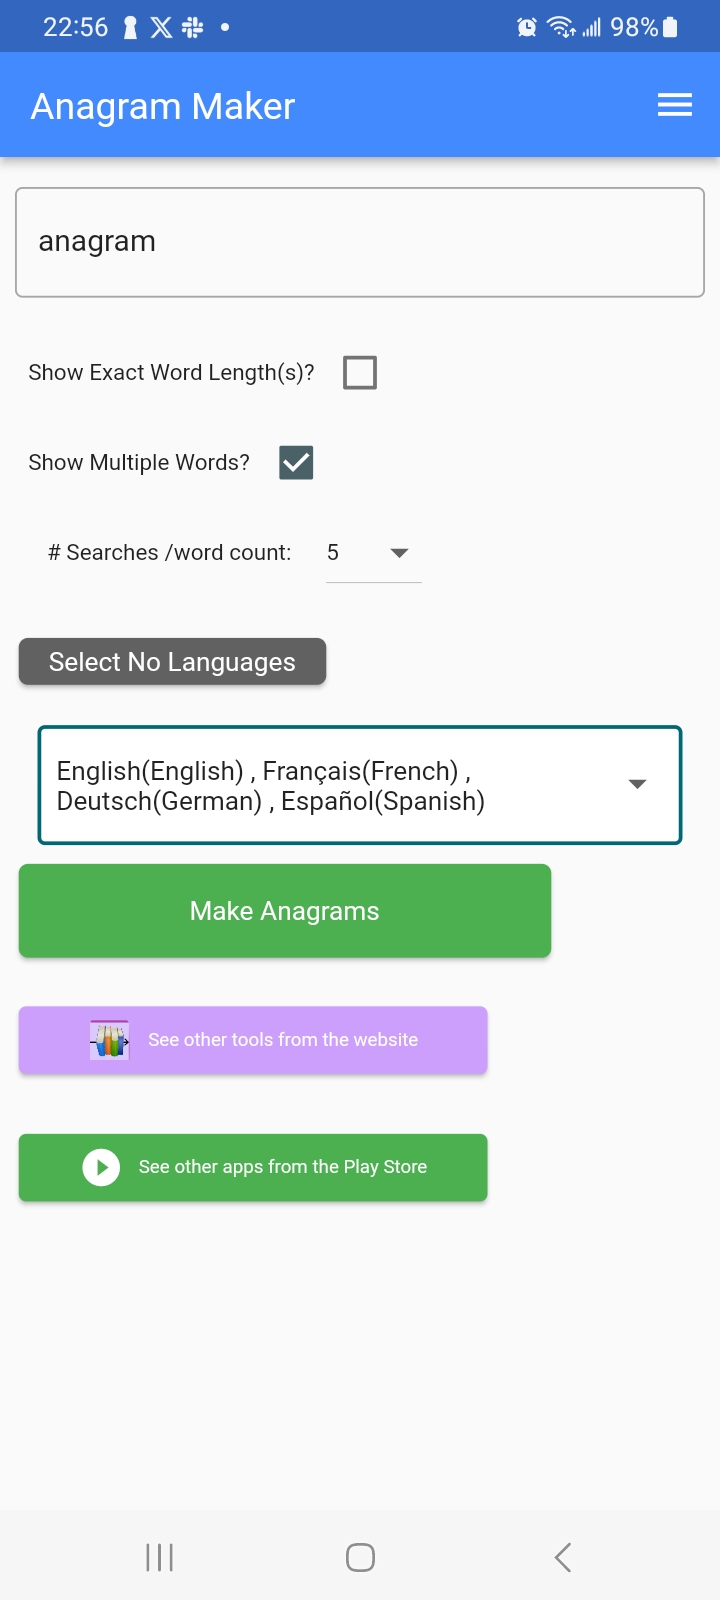 22:56 98%
Anagram Maker
anagram
Show Exact Word Length(s)?
Show Multiple Words?
# Searches /word count: 5
Select No Languages
English(English) , Français(French) ,
Deutsch(German) , Español(Spanish)
Make Anagrams
See other tools from the website
See other apps from the Play Store